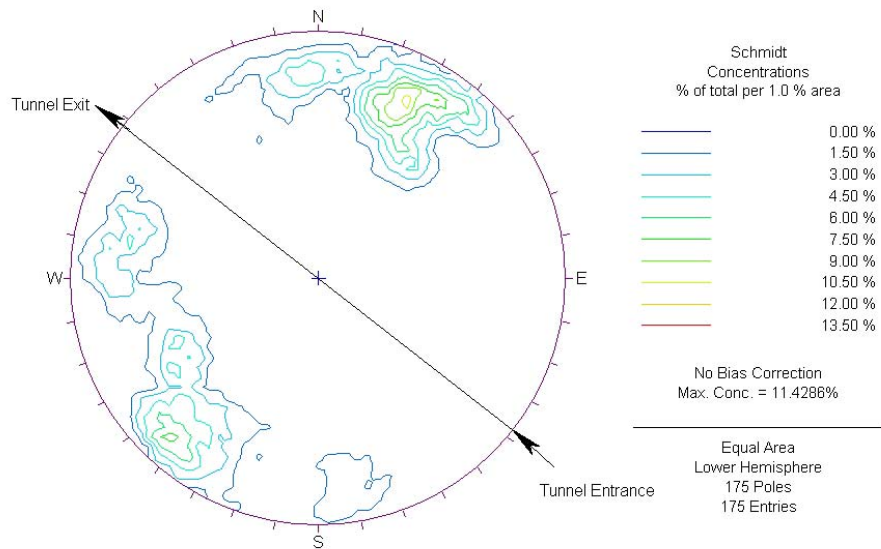 N
Tunnel Exit
W
E
S
Tunnel Entrance
Schmidt
Concentrations
% of total per 1.0 % area
0.00 %
1.50 %
3.00 %
4.50 %
6.00 %
7.50 %
9.00 %
10.50 %
12.00 %
13.50 %
No Bias Correction
Max. Conc. = 11.4286%
Equal Area
Lower Hemisphere
175 Poles
175 Entries